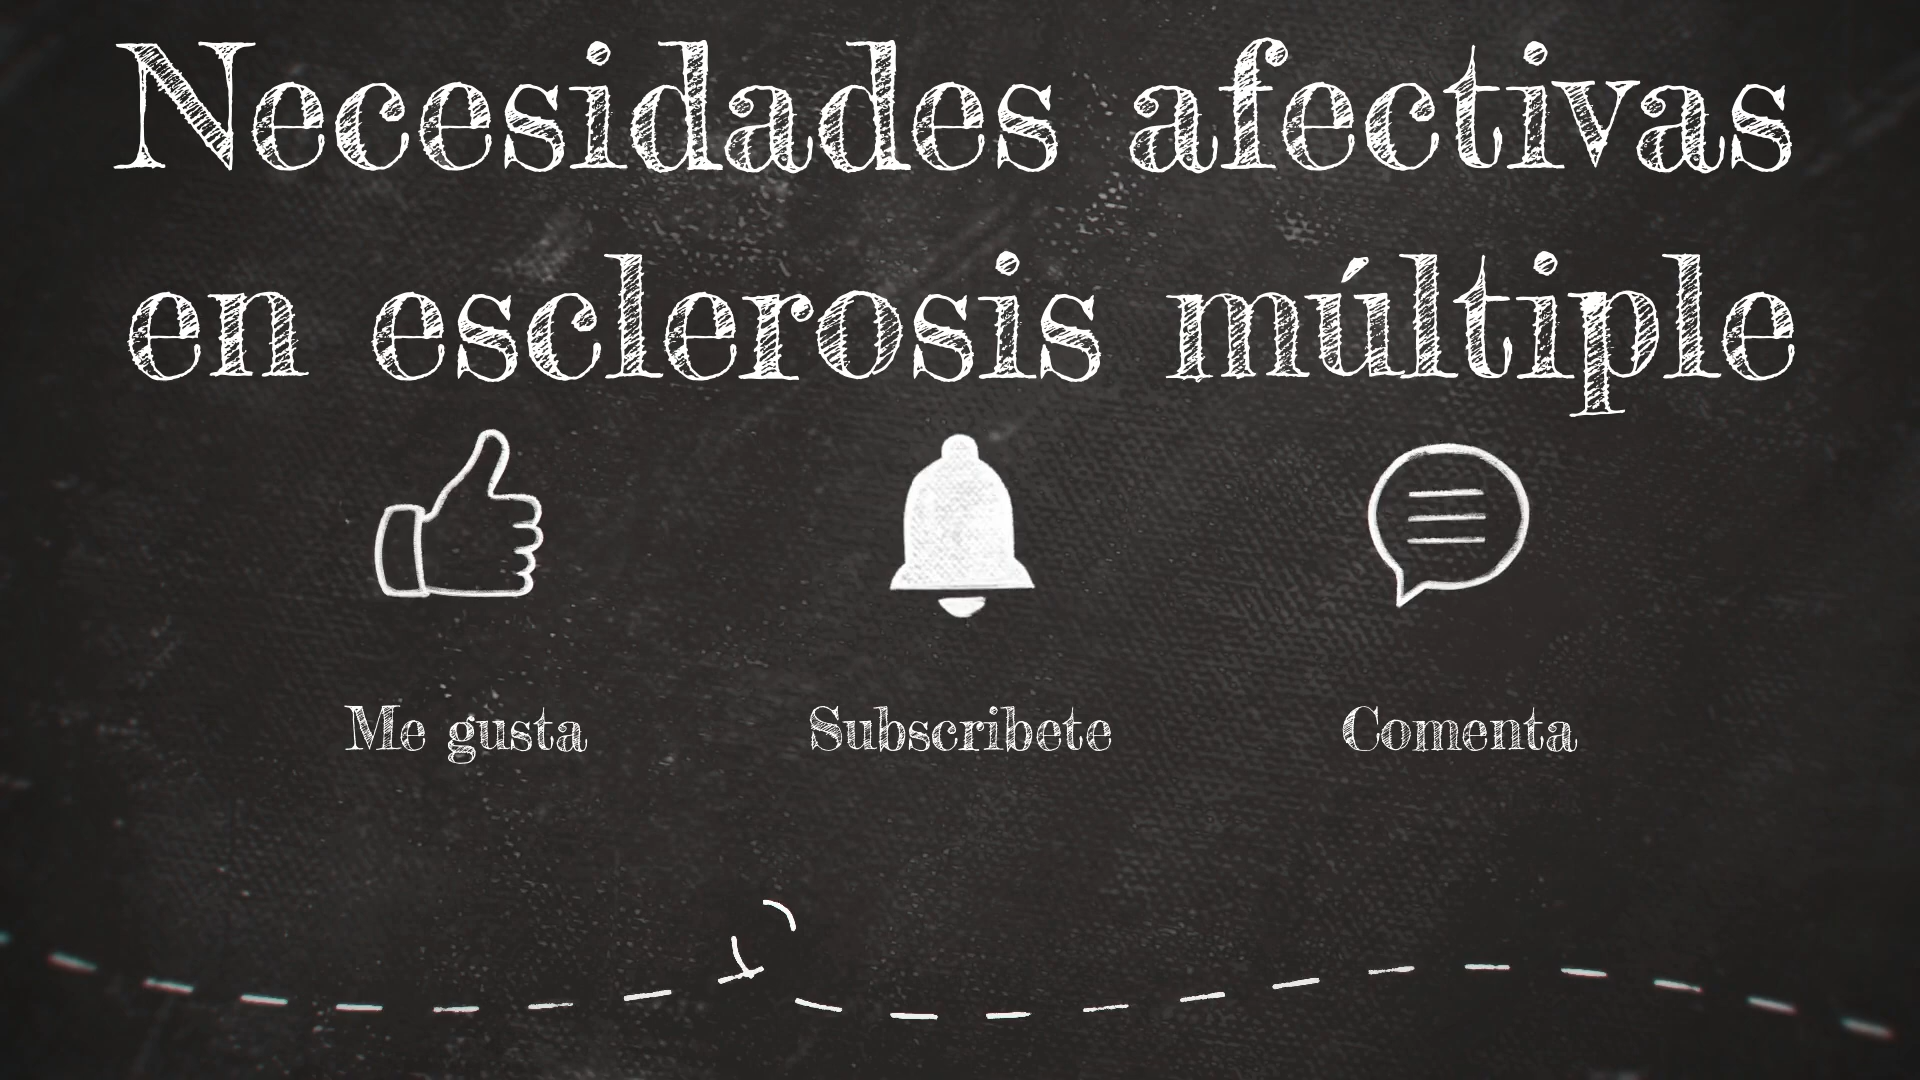 Necesidades afectivas
en esclerosis múltiple
Me gusta
Subscribete
Comenta